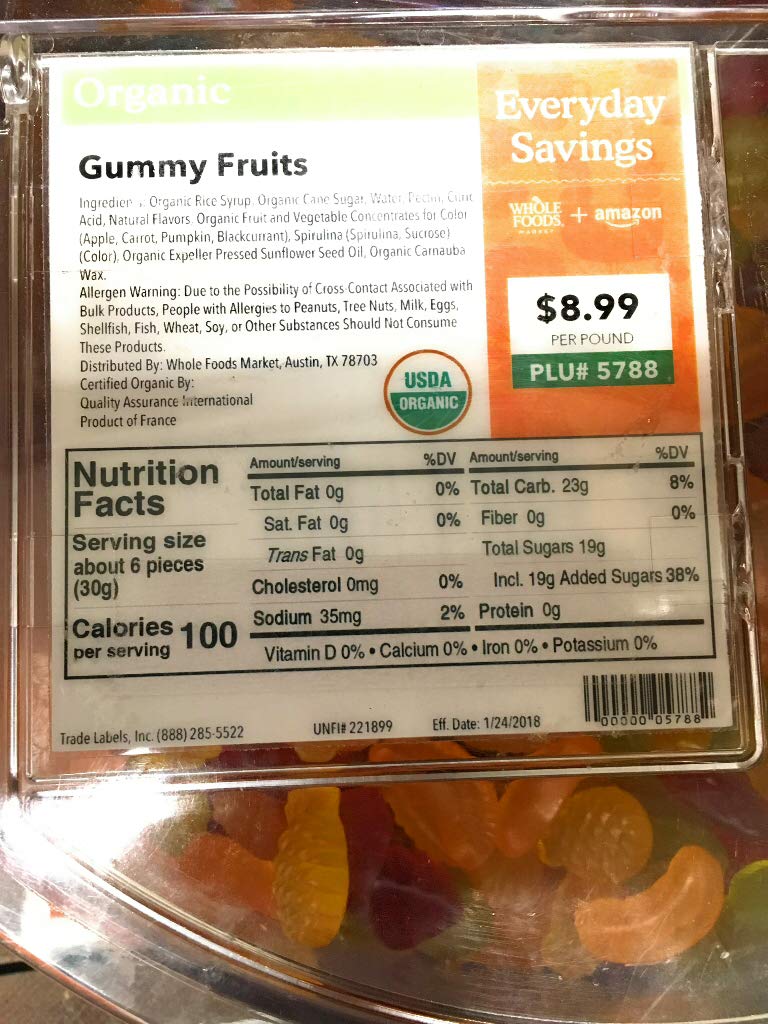 Organic
Everyday
Savings
Gummy Fruits
Ingredients: Organic Rice Syrup, Organic Cane Sugar, Water, Pectin, Citric
Acid, Natural Flavors, Organic Fruit and Vegetable Concentrates for Color
(Apple, Carrot, Pumpkin, Blackcurrant), Spirulina (Spirulina, Sucrose)
(Color), Organic Expeller Pressed Sunflower Seed Oil, Organic Carnauba
Wax.
Allergen Warning: Due to the Possibility of Cross-Contact Associated with
Bulk Products, People with Allergies to Peanuts, Tree Nuts, Milk, Eggs,
Shellfish, Fish, Wheat, Soy, or Other Substances Should Not Consume
These Products.
Distributed By: Whole Foods Market, Austin, TX 78703
Certified Organic By:
Quality Assurance International
Product of France
USDA
ORGANIC
WHOLE
FOODS
MARKET
+ amazon
$8.99
PER POUND
PLU# 5788
Nutrition
Facts
Serving size
about 6 pieces
(30g)
Calories
per serving
100
Amount/serving %DV
Total Fat 0g 0%
Sat. Fat 0g 0%
Trans Fat 0g
Cholesterol 0mg 0%
Sodium 35mg 2%
Amount/serving %DV
Total Carb. 23g 8%
Fiber 0g 0%
Total Sugars 19g
Incl. 19g Added Sugars 38%
Protein 0g
Vitamin D 0% • Calcium 0% • Iron 0% • Potassium 0%
00000 05788
Trade Labels, Inc. (888) 285-5522 UNFI# 221899 Eff. Date: 1/24/2018